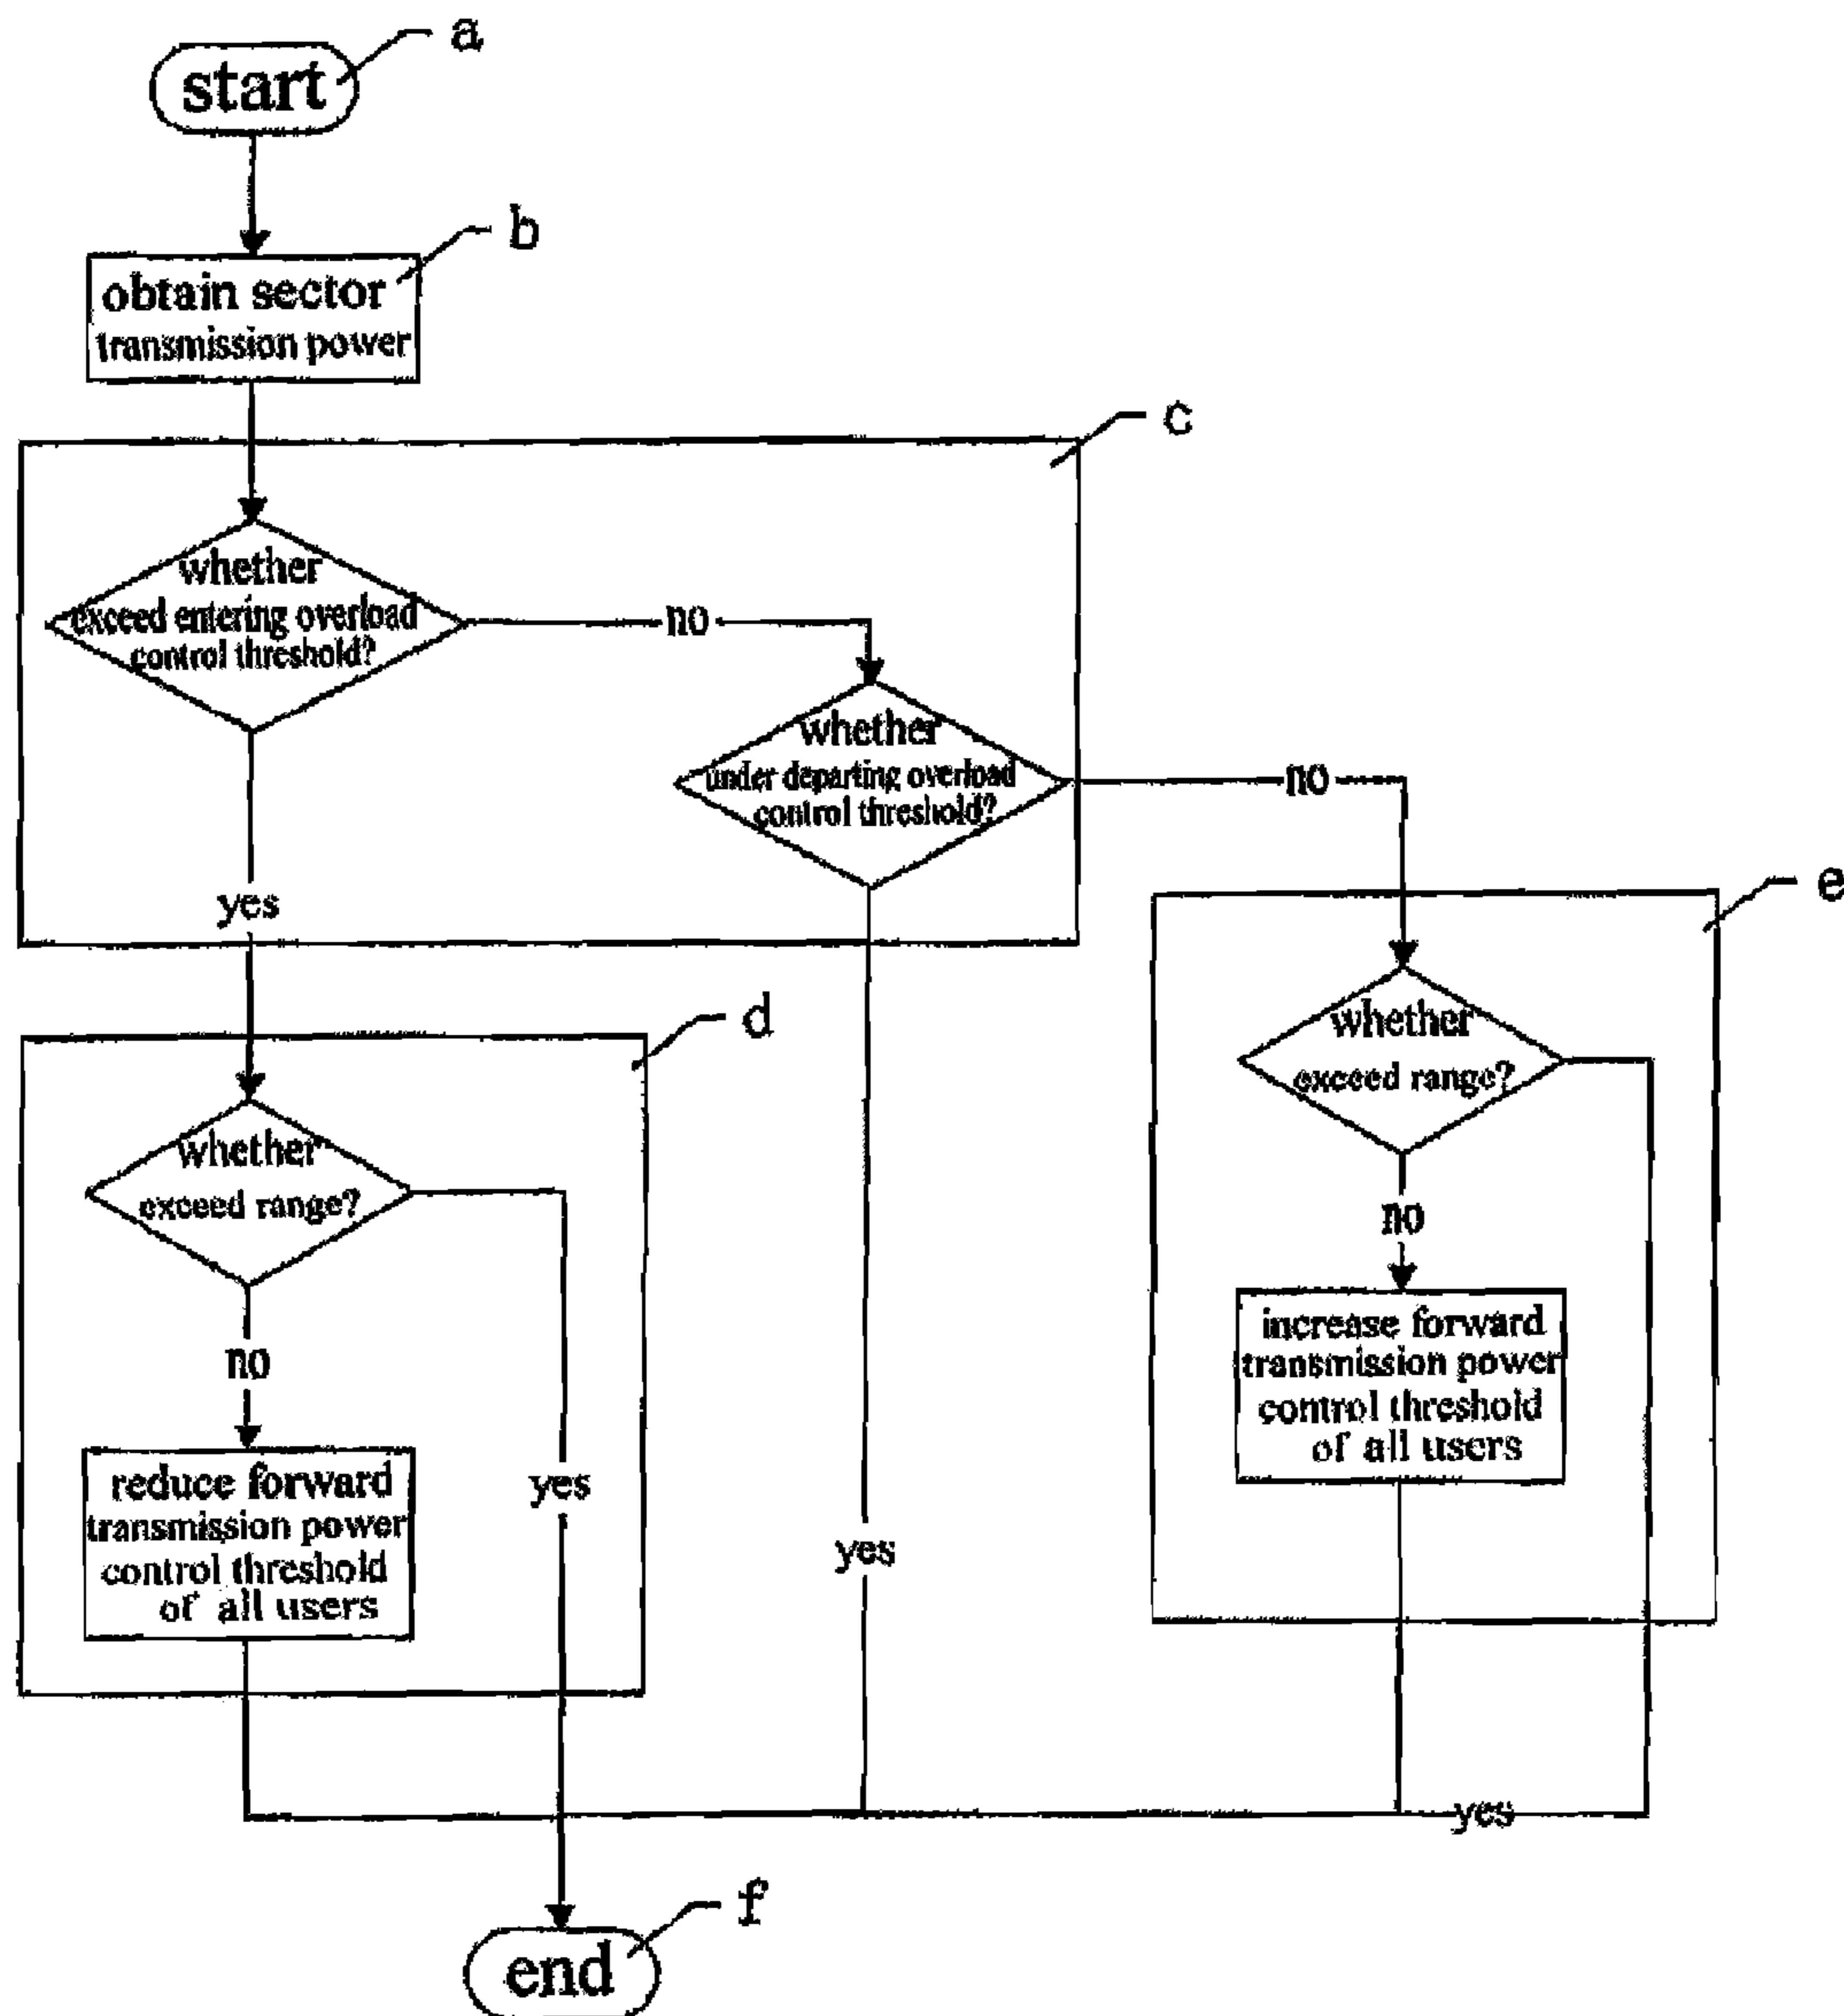 a
start
b
obtain sector
transmission power
c
whether
exceed entering overload
control threshold?
no
whether
under departing overload
control threshold?
no
yes
e
whether
exceed range?
d
whether
exceed range?
no
no
increase forward
transmission power
control threshold
of all users
reduce forward
transmission power
control threshold
of all users
yes
yes
yes
f
end